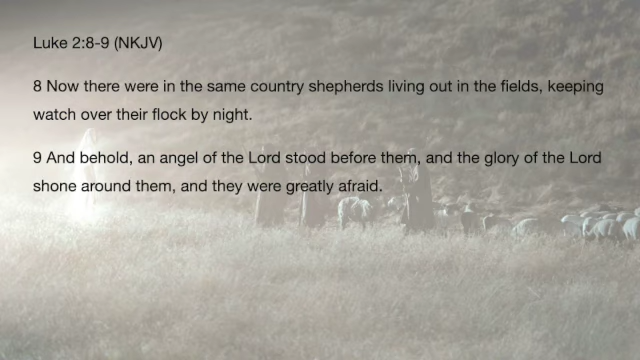 Luke 2:8-9 (NKJV)
8 Now there were in the same country shepherds living out in the fields, keeping
watch over their flock by night.
9 And behold, an angel of the Lord stood before them, and the glory of the Lord
shone around them, and they were greatly afraid.